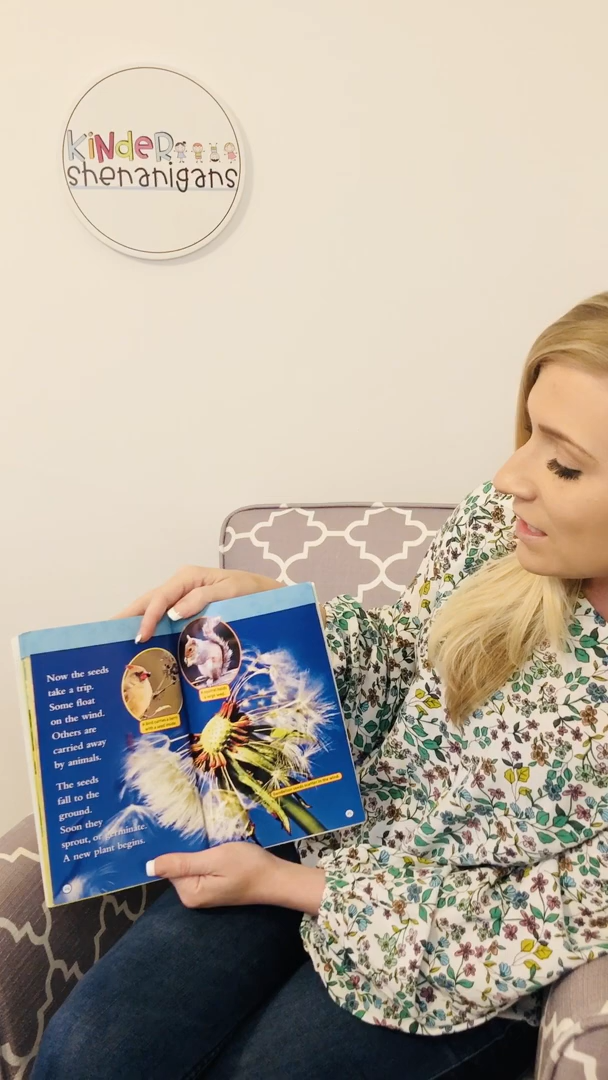 KiNdeR
shenanigans
Now the seeds
take a trip.
Some float
on the wind.
Others are
carried away
by animals.
The seeds
fall to the
ground.
Soon they
sprout, or germinate.
A new plant begins.